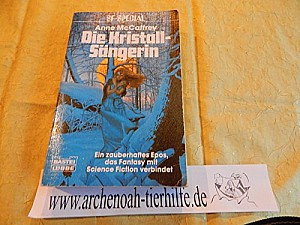 SF SPECIAL
Anne McCaffrey
Die Kristall-
Sängerin
Ein zauberhaftes Epos,
das Fantasy mit
Science Fiction verbindet
BASTEI
LÜBBE
www.archenoah-tierhilfe.de